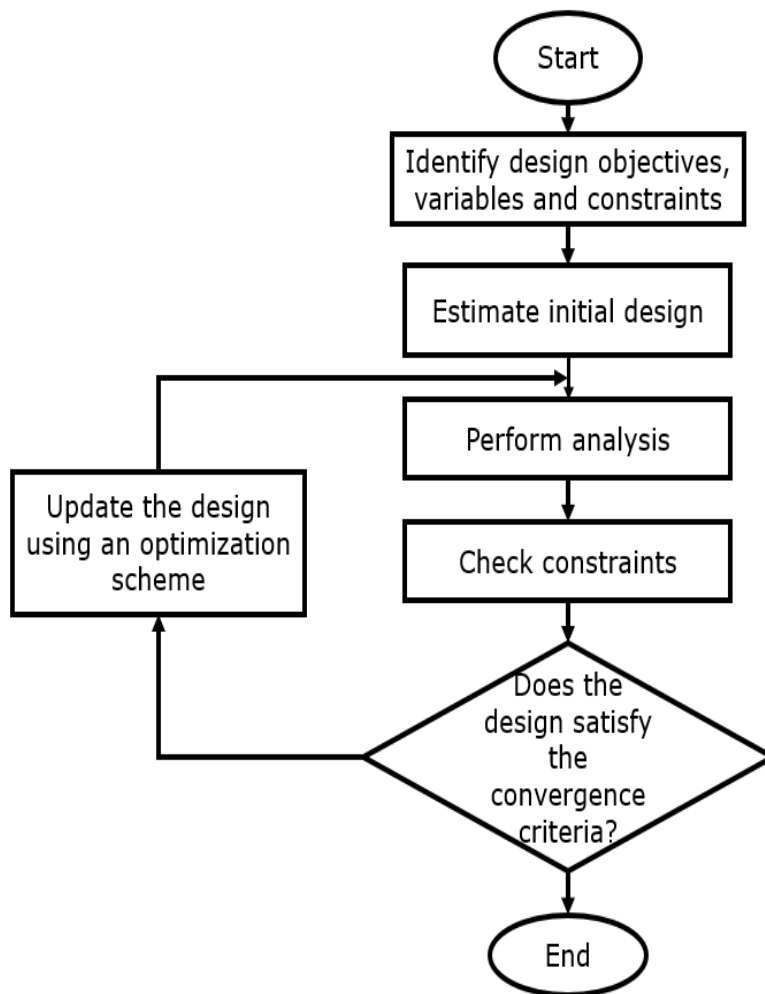 Start
Identify design objectives,
variables and constraints
Estimate initial design
Perform analysis
Update the design
using an optimization
scheme
Check constraints
Does the
design satisfy
the
convergence
criteria?
End